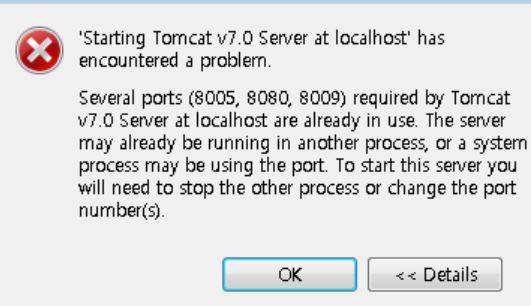 'Starting Tomcat v7.0 Server at localhost' has
encountered a problem.
Several ports (8005, 8080, 8009) required by Tomcat
v7.0 Server at localhost are already in use. The server
may already be running in another process, or a system
process may be using the port. To start this server you
will need to stop the other process or change the port
number(s).
OK
<< Details